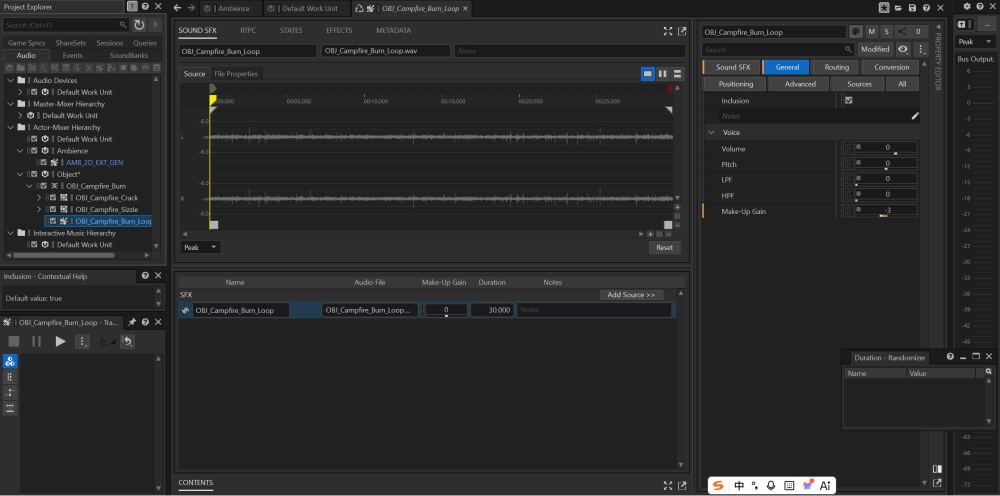 Project Explorer
1
Ambience
Default Work Unit
OBJ_Campfire_Burn_Loop
Search (Ctrl+F)
Game Syncs
ShareSets
Sessions
Queries
Audio
Events
SoundBanks
Audio Devices
Default Work Unit
Master-Mixer Hierarchy
Default Work Unit
Actor-Mixer Hierarchy
Default Work Unit
Ambience
AMB_2D_EXT_GEN
Object*
OBJ_Campfire_Burn
OBJ_Campfire_Crack
OBJ_Campfire_Sizzie
OBJ_Campfire_Burn_Loop
Interactive Music Hierarchy
Default Work Unit
Inclusion - Contextual Help
Default value: true
OBJ_Campfire_Burn_Loop - Tra...
SOUND SFX
RTPC
STATES
EFFECTS
METADATA
OBJ_Campfire_Burn_Loop
OBJ_Campfire_Burn_Loop.wav
Notes
Source
File Properties
00.000
00:05.000
00:10.000
00:15.000
00:20.000
00:25.000
-6.0
L
-∞
-6.0
-6.0
R
-∞
-6.0
Peak
Reset
Name
Audio File
Make-Up Gain
Duration
Notes
SFX
Add Source >>
OBJ_Campfire_Burn_Loop
OBJ_Campfire_Burn_Loop....
0
30.000
Notes
CONTENTS
OBJ_Campfire_Burn_Loop
M
S
0
Search
Modified
Sound SFX
General
Routing
Conversion
Positioning
Advanced
Sources
All
Inclusion
Notes
Voice
Volume
0
Pitch
0
LPF
0
HPF
0
Make-Up Gain
-3
PROPERTY EDITOR
Peak
Bus Output.
6
3
0
-3
-6
-9
-12
-15
-18
-21
-24
-27
-30
-33
-36
-39
-42
-45
-63
-66
-69
-72
Duration - Randomizer
Name
Value
中